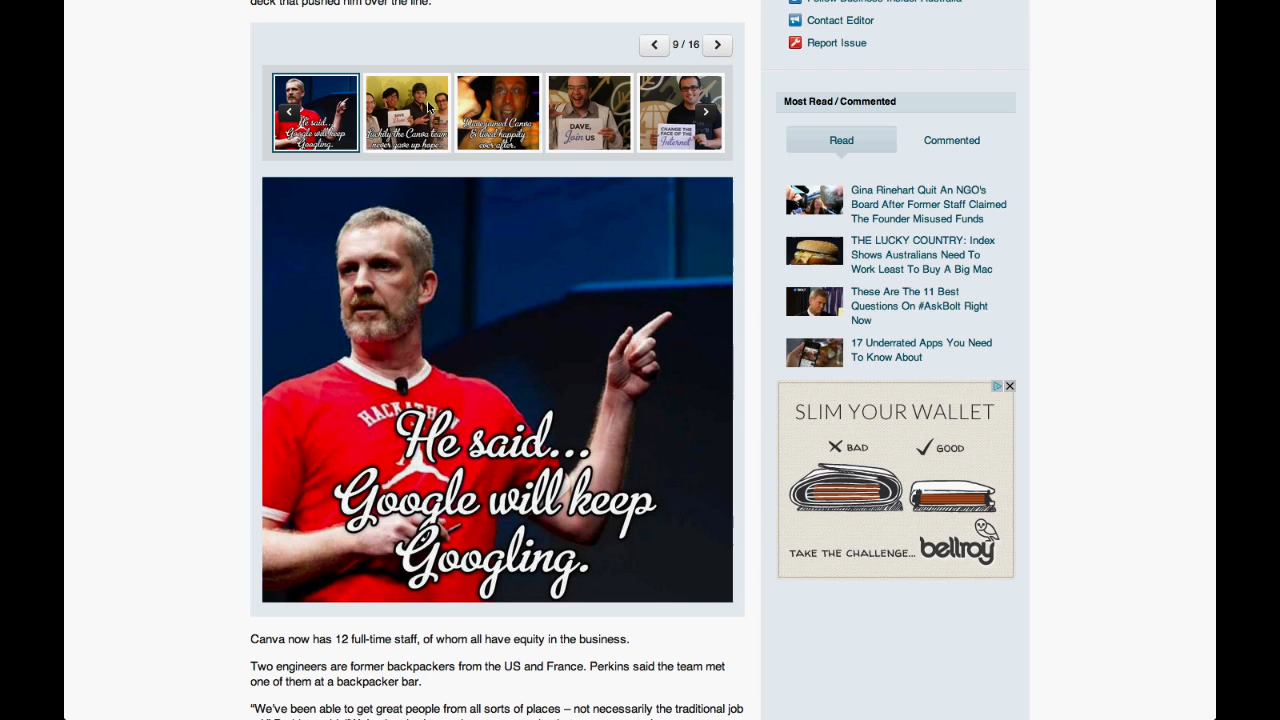 deck that pushed him over the line.
9 / 16
He said...
Google will keep
Googling.
Luckily the Canva team
never gave up hope.
Dave joined Canva
& lived happily
ever after.
DAVE,
Join US
CHANGE THE
FACE OF THE
Internet
HACKATHON
He said...
Google will keep
Googling.
Canva now has 12 full-time staff, of whom all have equity in the business.
Two engineers are former backpackers from the US and France. Perkins said the team met
one of them at a backpacker bar.
“We’ve been able to get great people from all sorts of places – not necessarily the traditional job
Follow Business Insider Australia
Contact Editor
Report Issue
Most Read / Commented
Read
Commented
Gina Rinehart Quit An NGO's
Board After Former Staff Claimed
The Founder Misused Funds
THE LUCKY COUNTRY: Index
Shows Australians Need To
Work Least To Buy A Big Mac
These Are The 11 Best
Questions On #AskBolt Right
Now
17 Underrated Apps You Need
To Know About
SLIM YOUR WALLET
BAD
GOOD
TAKE THE CHALLENGE...
bellroy